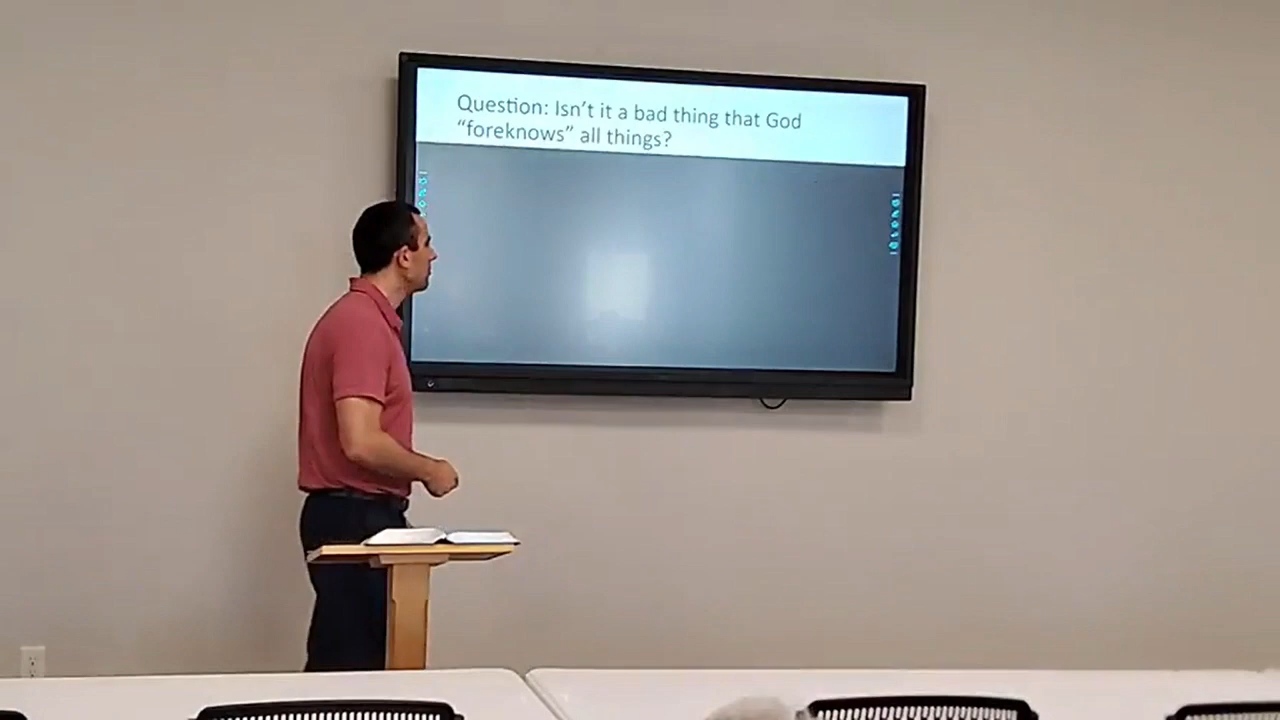 Question: Isn't it a bad thing that God
“foreknows” all things?